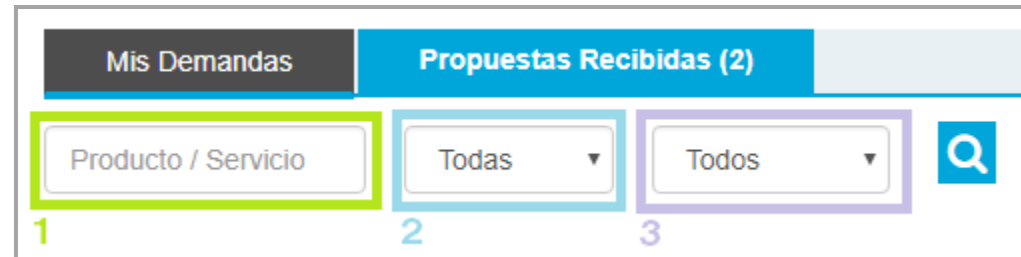 Mis Demandas Propuestas Recibidas (2)
Producto / Servicio Todas Todos
1 2 3